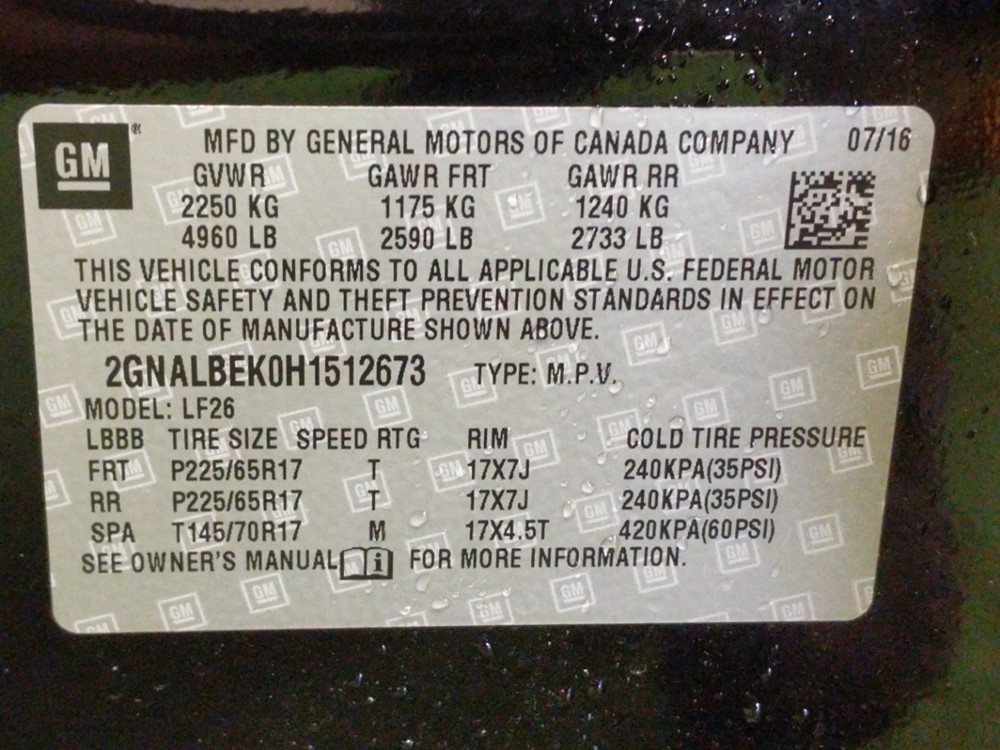 GM ®
MFD BY GENERAL MOTORS OF CANADA COMPANY 07/16
GVWR GAWR FRT GAWR RR
2250 KG 1175 KG 1240 KG
4960 LB 2590 LB 2733 LB
THIS VEHICLE CONFORMS TO ALL APPLICABLE U.S. FEDERAL MOTOR
VEHICLE SAFETY AND THEFT PREVENTION STANDARDS IN EFFECT ON
THE DATE OF MANUFACTURE SHOWN ABOVE.
2GNALBEK0H1512673 TYPE: M.P.V.
MODEL: LF26
LBBB TIRE SIZE SPEED RTG RIM COLD TIRE PRESSURE
FRT P225/65R17 T 17X7J 240KPA(35PSI)
RR P225/65R17 T 17X7J 240KPA(35PSI)
SPA T145/70R17 M 17X4.5T 420KPA(60PSI)
SEE OWNER'S MANUAL i FOR MORE INFORMATION.